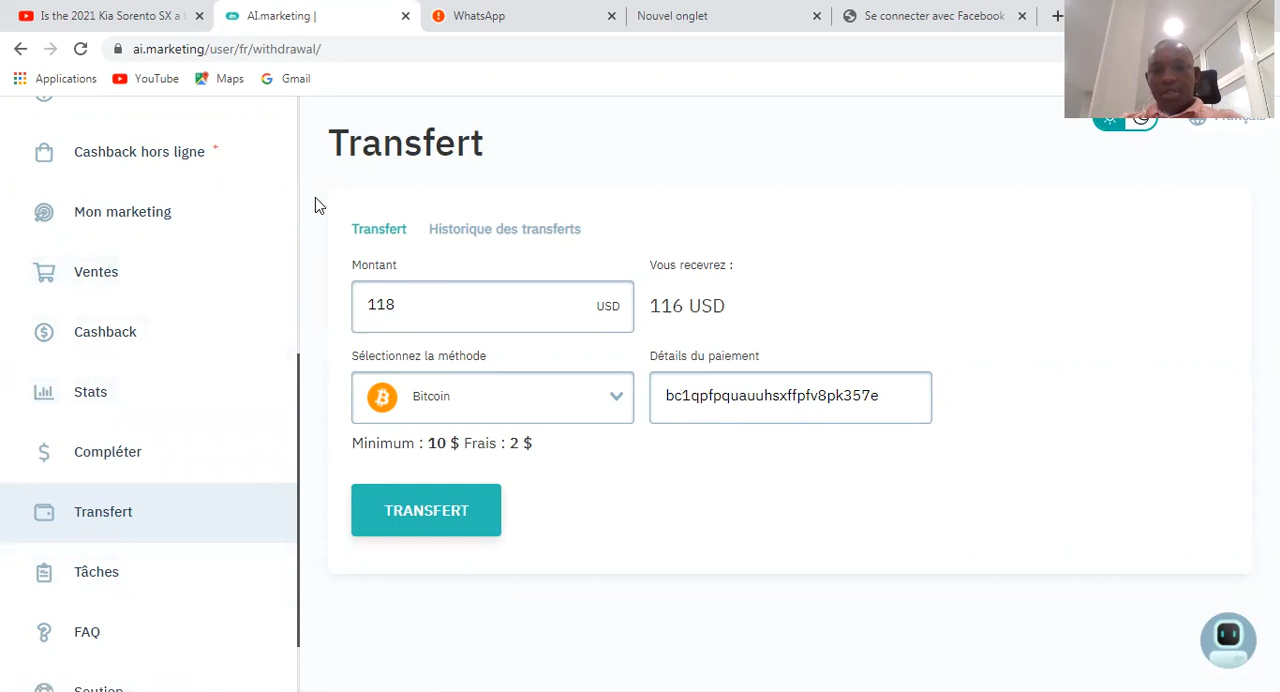 Is the 2021 Kia Sorento SX a
AI.marketing |
WhatsApp
Nouvel onglet
Se connecter avec Facebook
ai.marketing/user/fr/withdrawal/
Applications
YouTube
Maps
Gmail
Cashback hors ligne *
Mon marketing
Ventes
Cashback
Stats
Compléter
Transfert
Tâches
FAQ
Soutien
Français
Transfert
Transfert
Historique des transferts
Montant
Vous recevrez :
118
USD
116 USD
Sélectionnez la méthode
Détails du paiement
Bitcoin
bc1qpfpquauuhsxffpfv8pk357e
Minimum : 10 $ Frais : 2 $
TRANSFERT